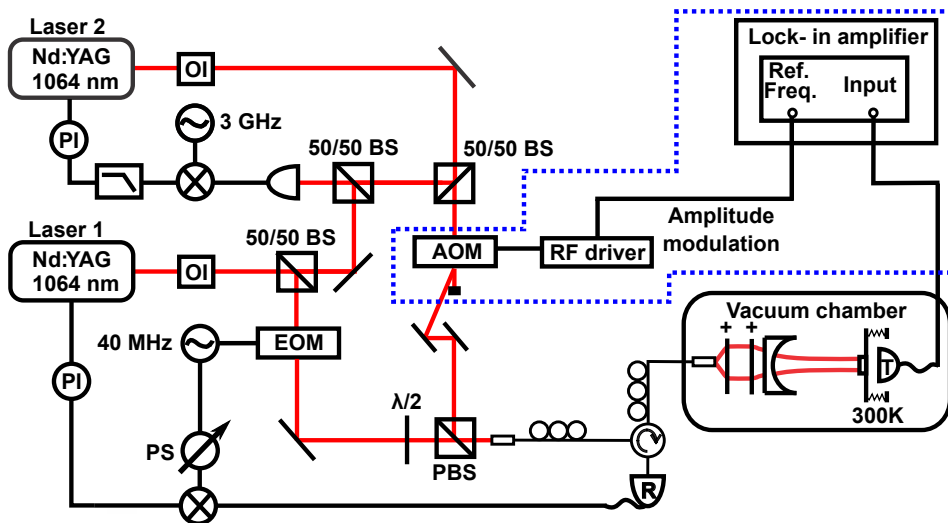 Laser 2
Nd:YAG
1064 nm
OI
PI
3 GHz
50/50 BS
50/50 BS
Lock- in amplifier
Ref.
Freq.
Input
Laser 1
Nd:YAG
1064 nm
OI
50/50 BS
AOM
RF driver
Amplitude
modulation
40 MHz
EOM
PI
PS
λ/2
PBS
R
Vacuum chamber
+ +
T
300K